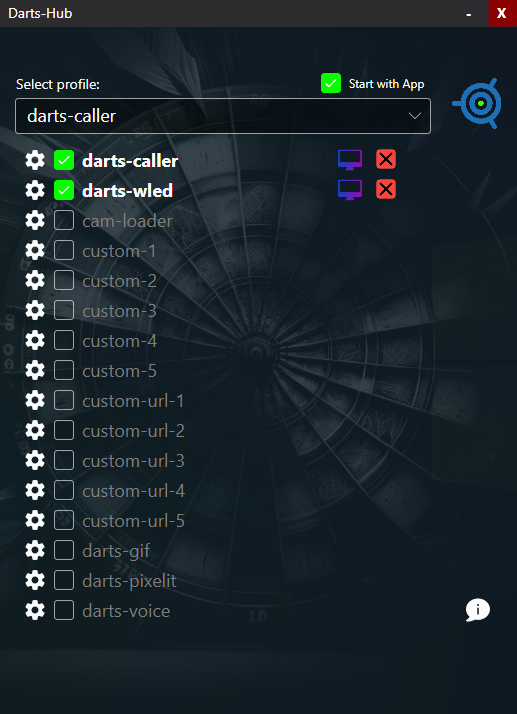 Darts-Hub
Select profile:
Start with App
darts-caller
darts-caller
darts-wled
cam-loader
custom-1
custom-2
custom-3
custom-4
custom-5
custom-url-1
custom-url-2
custom-url-3
custom-url-4
custom-url-5
darts-gif
darts-pixelit
darts-voice
10